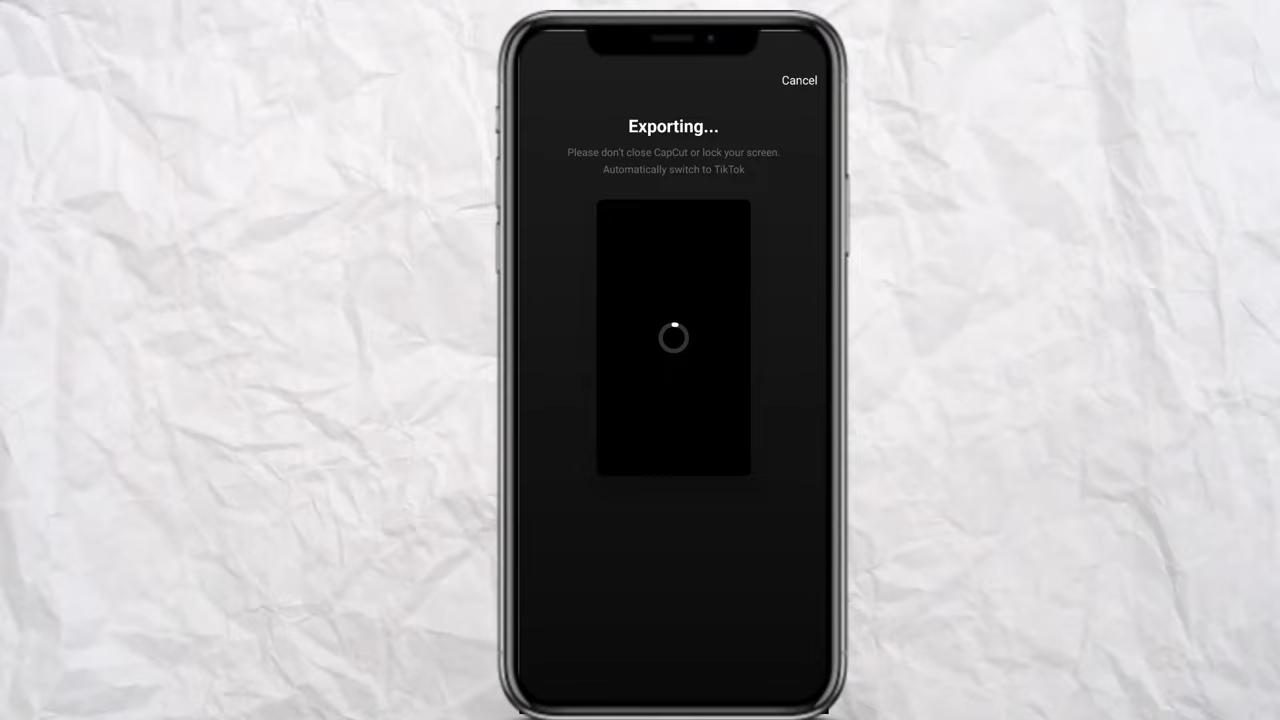 Cancel
Exporting...
Please don't close CapCut or lock your screen.
Automatically switch to TikTok